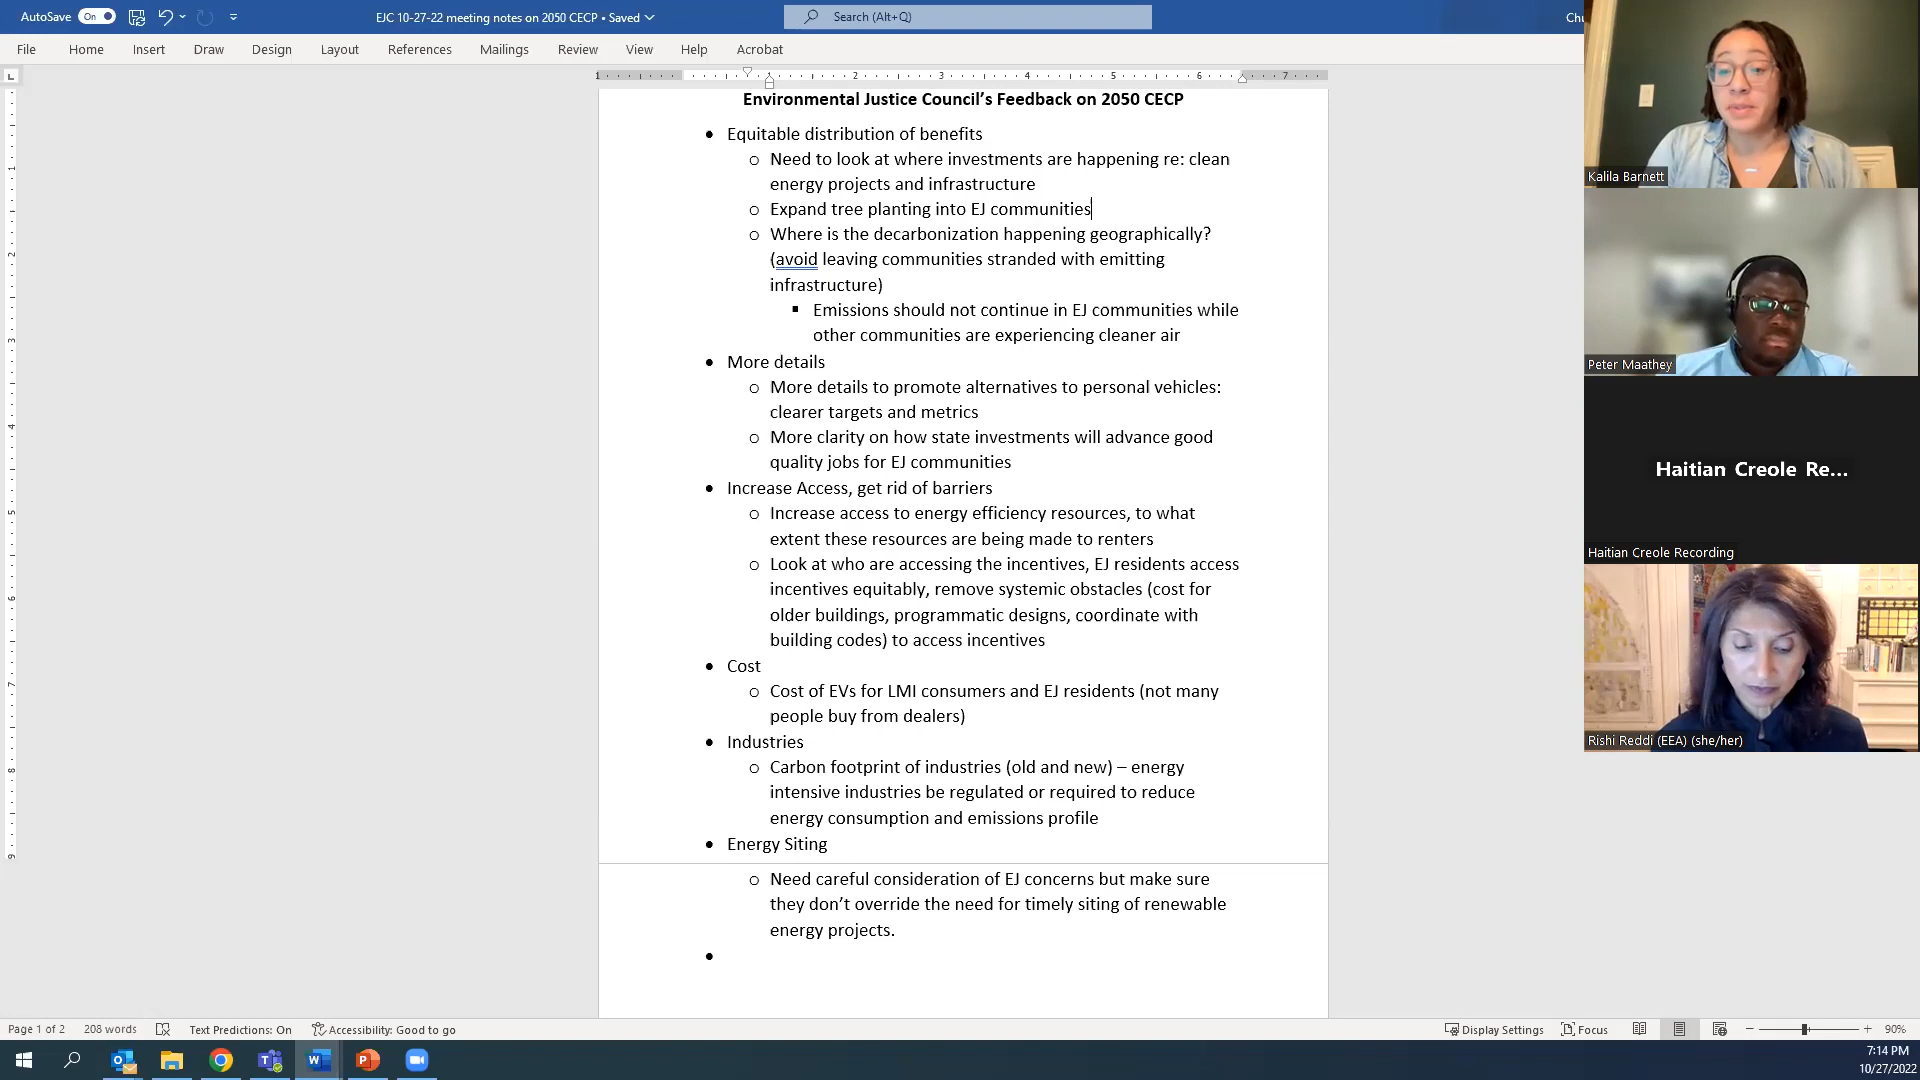 AutoSave On
EJC 10-27-22 meeting notes on 2050 CECP • Saved
Search (Alt+Q)
File Home Insert Draw Design Layout References Mailings Review View Help Acrobat
1 2 3 4 5 6 7
Environmental Justice Council’s Feedback on 2050 CECP
• Equitable distribution of benefits
o Need to look at where investments are happening re: clean
energy projects and infrastructure
o Expand tree planting into EJ communities
o Where is the decarbonization happening geographically?
(avoid leaving communities stranded with emitting
infrastructure)
▪ Emissions should not continue in EJ communities while
other communities are experiencing cleaner air
• More details
o More details to promote alternatives to personal vehicles:
clearer targets and metrics
o More clarity on how state investments will advance good
quality jobs for EJ communities
• Increase Access, get rid of barriers
o Increase access to energy efficiency resources, to what
extent these resources are being made to renters
o Look at who are accessing the incentives, EJ residents access
incentives equitably, remove systemic obstacles (cost for
older buildings, programmatic designs, coordinate with
building codes) to access incentives
• Cost
o Cost of EVs for LMI consumers and EJ residents (not many
people buy from dealers)
• Industries
o Carbon footprint of industries (old and new) – energy
intensive industries be regulated or required to reduce
energy consumption and emissions profile
• Energy Siting
o Need careful consideration of EJ concerns but make sure
they don’t override the need for timely siting of renewable
energy projects.
•
Kalila Barnett
Peter Maathey
Haitian Creole Re...
Haitian Creole Recording
Rishi Reddi (EEA) (she/her)
Page 1 of 2 208 words Text Predictions: On Accessibility: Good to go
Display Settings Focus 90%
7:14 PM
10/27/2022